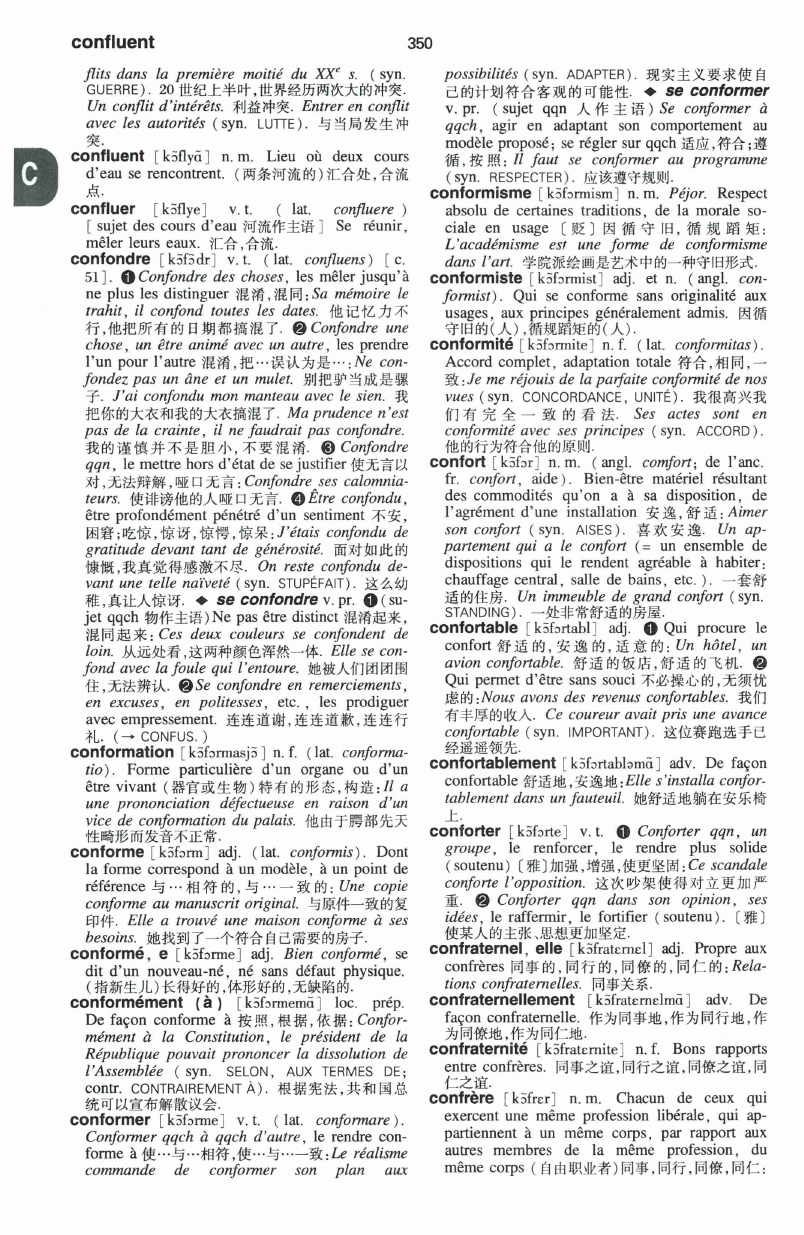 confluent
350
flits dans la première moitié du XXᵉ s. (syn.
GUERRE). 20 世纪上半叶,世界经历两次大的冲突.
Un conflit d'intérêts. 利益冲突. Entrer en conflit
avec les autorités (syn. LUTTE). 与当局发生冲
突.
C
confluent [kɔ̃flyɑ̃] n. m. Lieu où deux cours
d'eau se rencontrent. (两条河流的)汇合处,合流
点.
confluer [kɔ̃flye] v. t. ( lat. confluere )
[sujet des cours d'eau 河流作主语] Se réunir,
mêler leurs eaux. 汇合,合流.
confondre [kɔ̃fɔ̃dr] v. t. (lat. confluens) [c.
51]. ❶ Confondre des choses, les mêler jusqu'à
ne plus les distinguer 混淆,混同: Sa mémoire le
trahit, il confond toutes les dates. 他记忆力不
行,他把所有的日期都搞混了. ❷ Confondre une
chose, un être animé avec un autre, les prendre
l'un pour l'autre 混淆,把…误认为是…: Ne con-
fondez pas un âne et un mulet. 别把驴当成是骡
子. J'ai confondu mon manteau avec le sien. 我
把你的大衣和我的大衣搞混了. Ma prudence n'est
pas de la crainte, il ne faudrait pas confondre.
我的谨慎并不是胆小,不要混淆. ❸ Confondre
qqn, le mettre hors d'état de se justifier 使无言以
对,无法辩解,哑口无言: Confondre ses calomnia-
teurs. 使诽谤他的人哑口无言. ❹ Être confondu,
être profondément pénétré d'un sentiment 不安,
困窘;吃惊,惊讶,惊愕,惊呆: J'étais confondu de
gratitude devant tant de générosité. 面对如此的
慷慨,我真觉得感激不尽. On reste confondu de-
vant une telle naïveté (syn. STUPÉFAIT). 这么幼
稚,真让人惊讶. ◆ se confondre v. pr. ❶ (su-
jet qqch 物作主语) Ne pas être distinct 混淆起来,
混同起来: Ces deux couleurs se confondent de
loin. 从远处看,这两种颜色浑然一体. Elle se con-
fond avec la foule qui l'entoure. 她被人们团团围
住,无法辨认. ❷ Se confondre en remerciements,
en excuses, en politesses, etc., les prodiguer
avec empressement. 连连道谢,连连道歉,连连行
礼. (→ CONFUS.)
conformation [kɔ̃fɔrmasjɔ̃] n. f. (lat. conforma-
tio). Forme particulière d'un organe ou d'un
être vivant (器官或生物)特有的形态,构造: Il a
une prononciation défectueuse en raison d'un
vice de conformation du palais. 他由于腭部先天
性畸形而发音不正常.
conforme [kɔ̃fɔrm] adj. (lat. conformis). Dont
la forme correspond à un modèle, à un point de
référence 与…相符的,与…一致的: Une copie
conforme au manuscrit original. 与原件一致的复
印件. Elle a trouvé une maison conforme à ses
besoins. 她找到了一个符合自己需要的房子.
conformé, e [kɔ̃fɔrme] adj. Bien conformé, se
dit d'un nouveau-né, né sans défaut physique.
(指新生儿)长得好的,体形好的,无缺陷的.
conformément (à) [kɔ̃fɔrmemɑ̃] loc. prép.
De façon conforme à 按照,根据,依据: Confor-
mément à la Constitution, le président de la
République pouvait prononcer la dissolution de
l'Assemblée (syn. SELON, AUX TERMES DE;
contr. CONTRAIREMENT À). 根据宪法,共和国总
统可以宣布解散议会.
conformer [kɔ̃fɔrme] v. t. ( lat. conformare ).
Conformer qqch à qqch d'autre, le rendre con-
forme à 使…与…相符,使…与…一致: Le réalisme
commande de conformer son plan aux
possibilités (syn. ADAPTER). 现实主义要求使自
己的计划符合客观的可能性. ◆ se conformer
v. pr. (sujet qqn 人作主语) Se conformer à
qqch, agir en adaptant son comportement au
modèle proposé; se régler sur qqch 适应,符合;遵
循,按照: Il faut se conformer au programme
(syn. RESPECTER). 应该遵守规则.
conformisme [kɔ̃fɔrmism] n. m. Péjor. Respect
absolu de certaines traditions, de la morale so-
ciale en usage [贬]因循守旧,循规蹈矩:
L'académisme est une forme de conformisme
dans l'art. 学院派绘画是艺术中的一种守旧形式.
conformiste [kɔ̃fɔrmist] adj. et n. (angl. con-
formist). Qui se conforme sans originalité aux
usages, aux principes généralement admis. 因循
守旧的(人),循规蹈矩的(人).
conformité [kɔ̃fɔrmite] n. f. (lat. conformitas).
Accord complet, adaptation totale 符合,相同,一
致: Je me réjouis de la parfaite conformité de nos
vues (syn. CONCORDANCE, UNITÉ). 我很高兴我
们有完全一致的看法. Ses actes sont en
conformité avec ses principes (syn. ACCORD).
他的行为符合他的原则.
confort [kɔ̃fɔr] n. m. (angl. comfort; de l'anc.
fr. confort, aide). Bien-être matériel résultant
des commodités qu'on a à sa disposition, de
l'agrément d'une installation 安逸,舒适: Aimer
son confort (syn. AISES). 喜欢安逸. Un ap-
partement qui a le confort (= un ensemble de
dispositions qui le rendent agréable à habiter:
chauffage central, salle de bains, etc.). 一套舒
适的住房. Un immeuble de grand confort (syn.
STANDING). 一处非常舒适的房屋.
confortable [kɔ̃fɔrtabl] adj. ❶ Qui procure le
confort 舒适的,安逸的,适意的: Un hôtel, un
avion confortable. 舒适的饭店,舒适的飞机. ❷
Qui permet d'être sans souci 不必操心的,无须忧
虑的: Nous avons des revenus confortables. 我们
有丰厚的收入. Ce coureur avait pris une avance
confortable (syn. IMPORTANT). 这位赛跑选手已
经遥遥领先.
confortablement [kɔ̃fɔrtabləmɑ̃] adv. De façon
confortable 舒适地,安逸地: Elle s'installa confor-
tablement dans un fauteuil. 她舒适地躺在安乐椅
上.
conforter [kɔ̃fɔrte] v. t. ❶ Conforter qqn, un
groupe, le renforcer, le rendre plus solide
(soutenu) [雅]加强,增强,使更坚固: Ce scandale
conforte l'opposition. 这次吵架使得对立更加严
重. ❷ Conforter qqn dans son opinion, ses
idées, le raffermir, le fortifier (soutenu). [雅]
使某人的主张、思想更加坚定.
confraternel, elle [kɔ̃fratɛrnɛl] adj. Propre aux
confrères 同事的,同行的,同僚的,同仁的: Rela-
tions confraternelles. 同事关系.
confraternellement [kɔ̃fratɛrnɛlmɑ̃] adv. De
façon confraternelle. 作为同事地,作为同行地,作
为同僚地,作为同仁地.
confraternité [kɔ̃fratɛrnite] n. f. Bons rapports
entre confrères. 同事之谊,同行之谊,同僚之谊,同
仁之谊.
confrère [kɔ̃frɛr] n. m. Chacun de ceux qui
exercent une même profession libérale, qui ap-
partiennent à un même corps, par rapport aux
autres membres de la même profession, du
même corps (自由职业者)同事,同行,同僚,同仁: